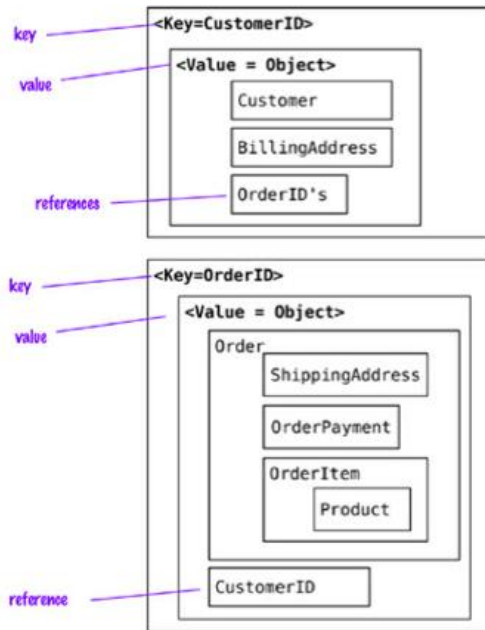 key
<Key=CustomerID>
value
<Value = Object>
Customer
BillingAddress
references
OrderID's
key
<Key=OrderID>
value
<Value = Object>
Order
ShippingAddress
OrderPayment
OrderItem
Product
reference
CustomerID